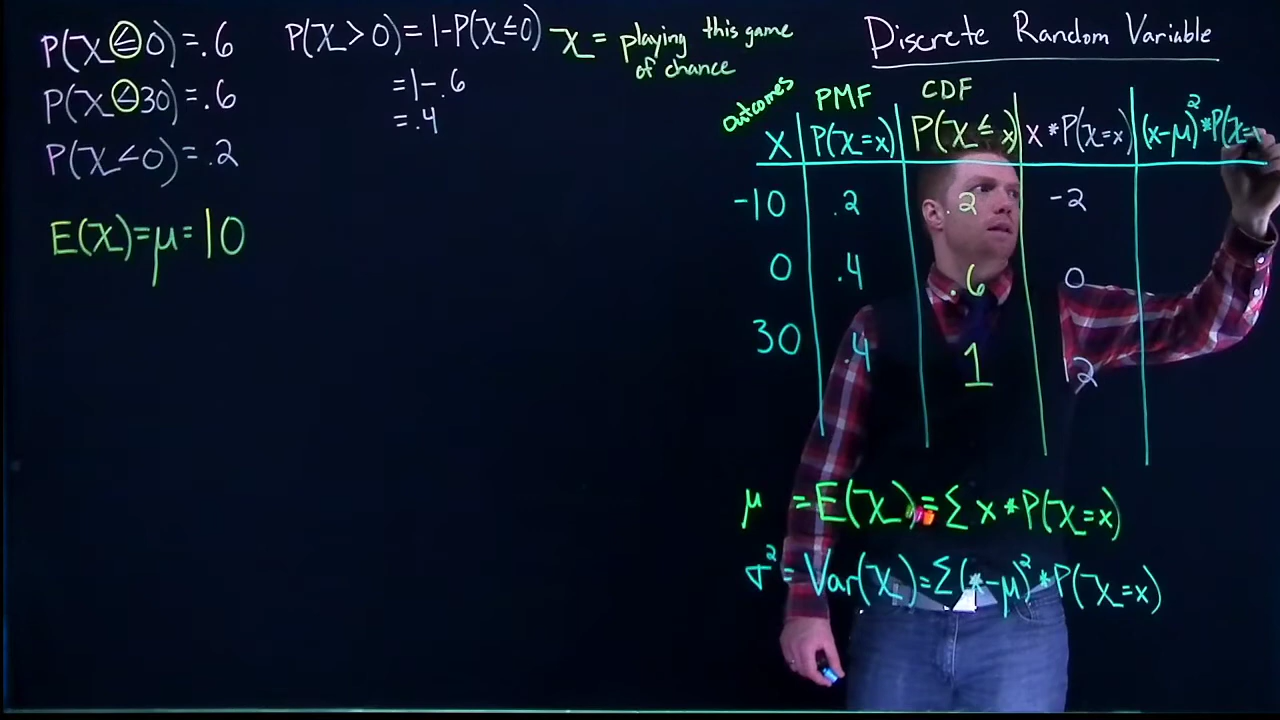 P(X≤0)=.6
P(X≤30)=.6
P(X<0)=.2
E(X)=μ=10
P(X>0)=1-P(X≤0)
=1-.6
=.4
X = playing this game
of chance
Discrete Random Variable
outcomes PMF CDF
x P(X=x) P(X≤x) x*P(X=x) (x-μ)²*P(X=x
-10 .2 .2 -2
0 .4 .6 0
30 .4 1 12
μ = E(X)=Σ x*P(X=x)
σ² = Var(X)=Σ(x-μ)²*P(X=x)